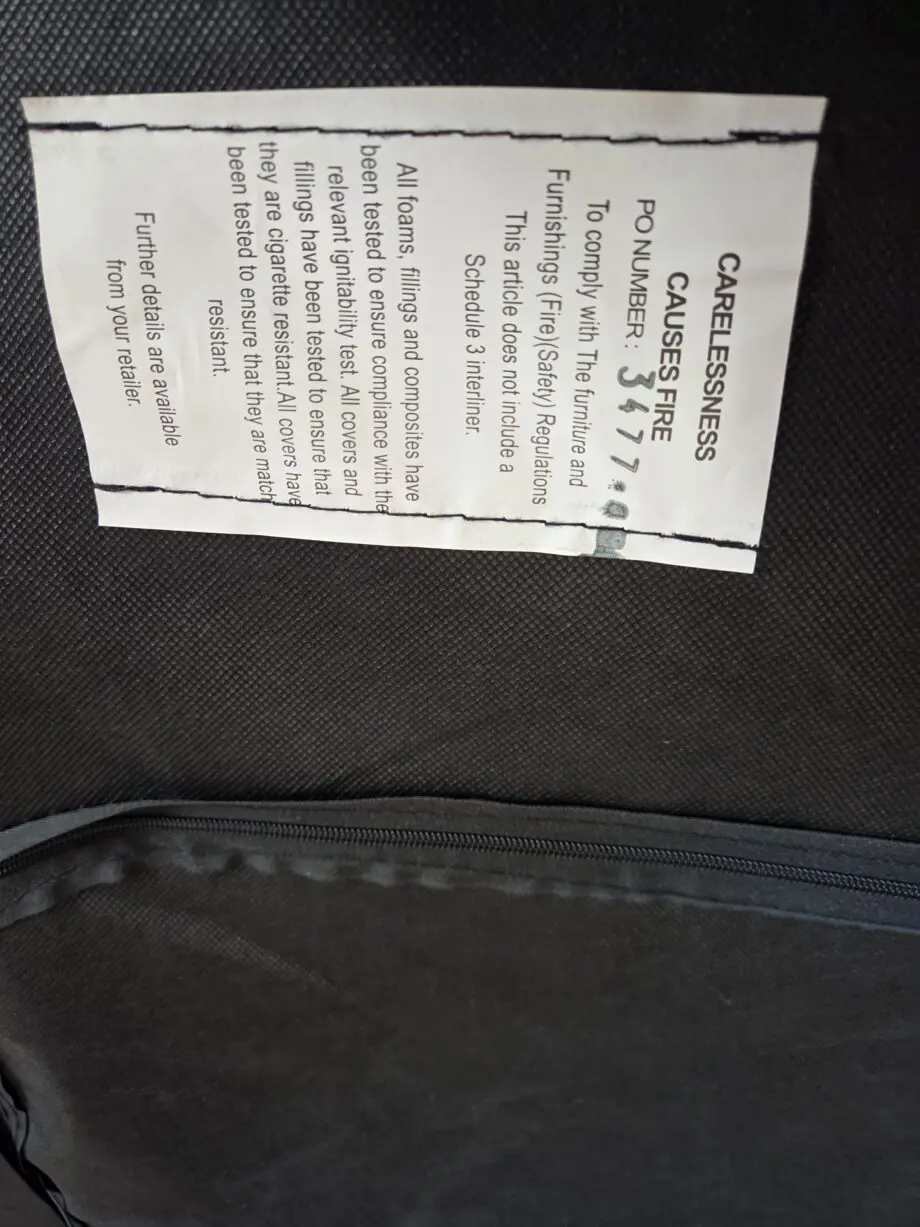 CARELESSNESS
CAUSES FIRE
PO NUMBER: 3477
To comply with The furniture and
Furnishings (Fire)(Safety Regulations
This article does not include a
Schedule 3 interliner.
All foams, fillings and composites have
been tested to ensure compliance with the
relevant ignitability test. All covers and
fillings have been tested to ensure that
they are cigarette resistant.All covers have
been tested to ensure that they are match
resistant.
Further details are available
from your retailer.